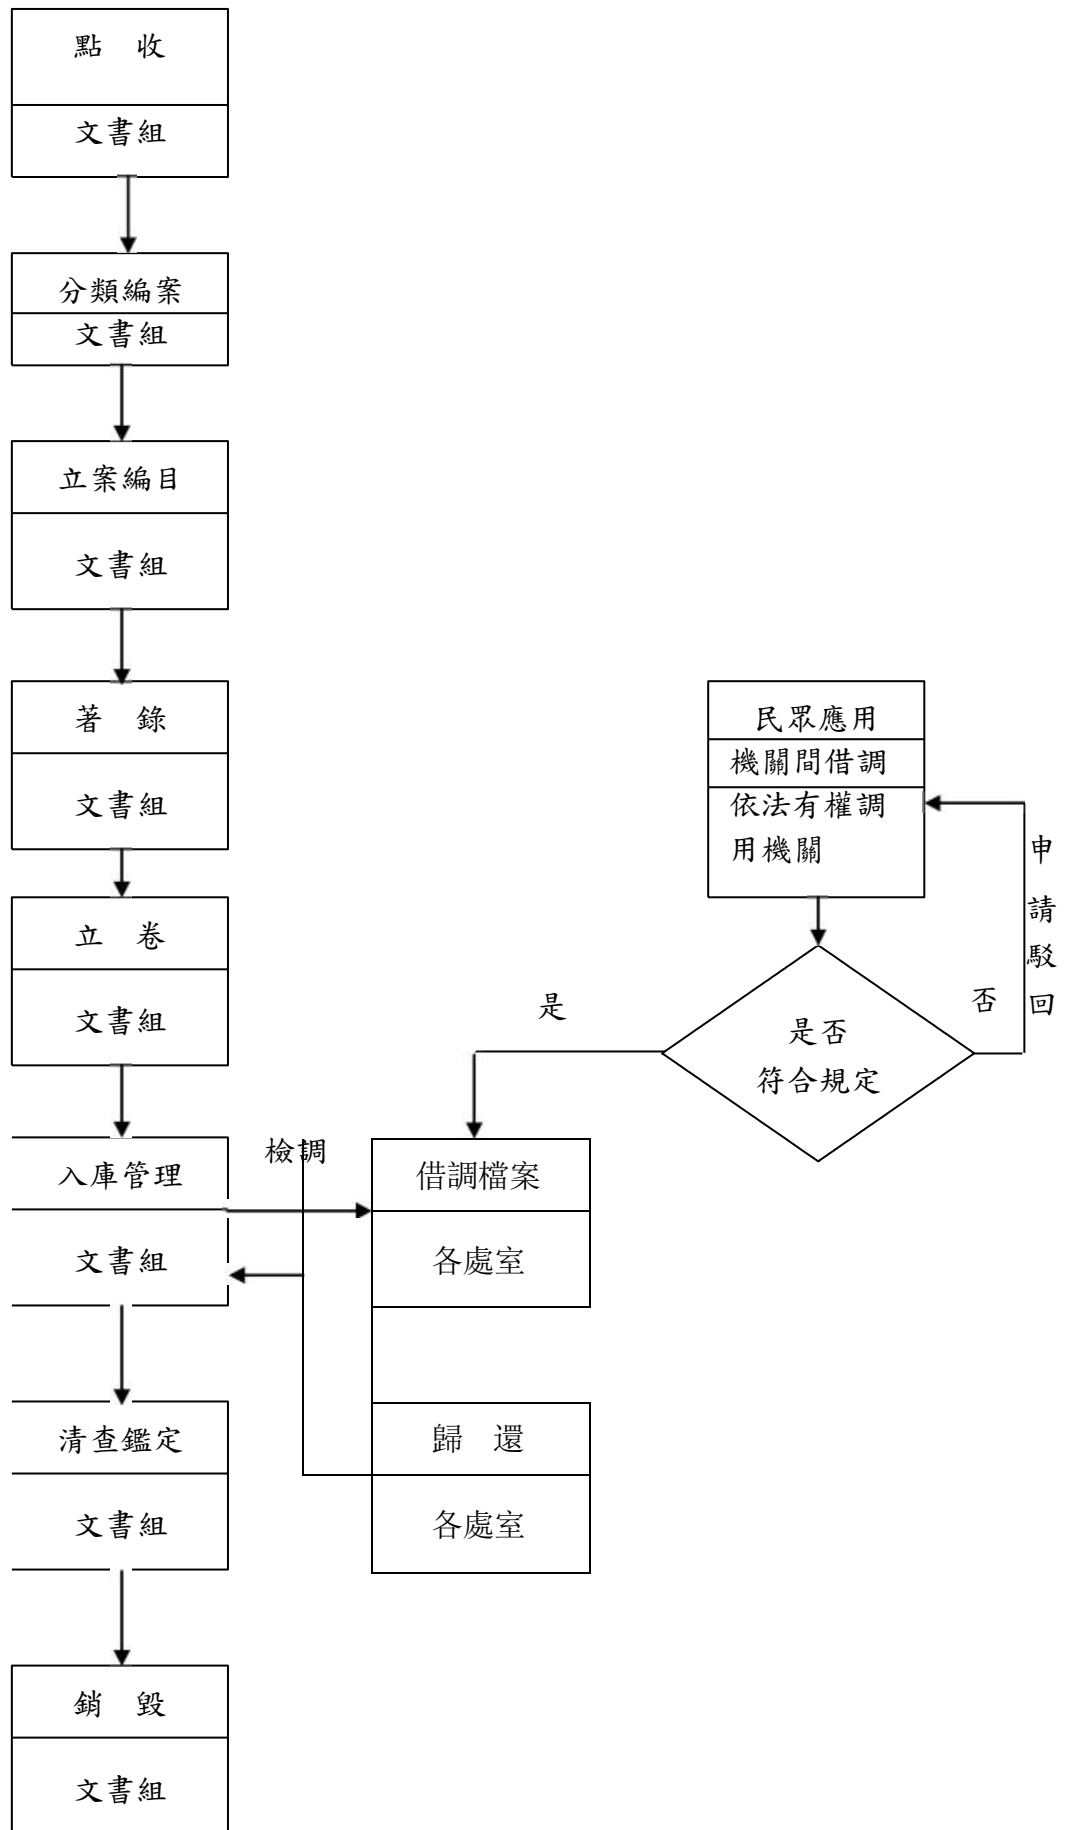 點　收
文書組
分類編案
文書組
立案編目
文書組
著　錄
文書組
立　卷
文書組
入庫管理
文書組
清查鑑定
文書組
銷　毀
文書組
民眾應用
機關間借調
依法有權調
用機關
是否
符合規定
是
否
申請駁回
檢調
借調檔案
各處室
歸　還
各處室